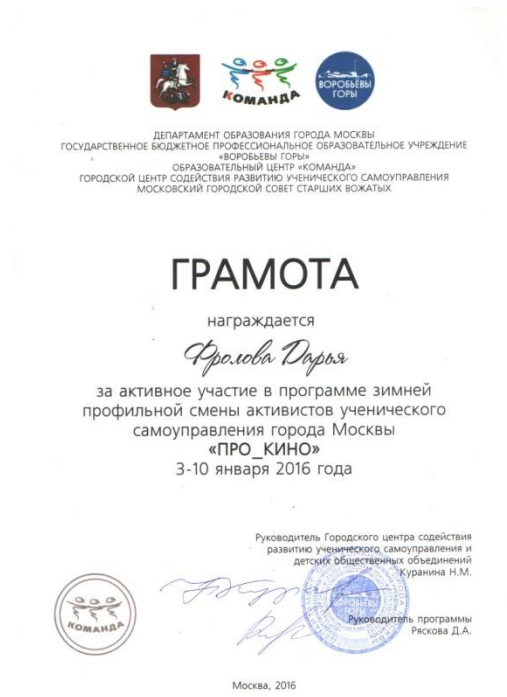 КОМАНДА
ВОРОБЬЁВЫ
ГОРЫ
ДЕПАРТАМЕНТ ОБРАЗОВАНИЯ ГОРОДА МОСКВЫ
ГОСУДАРСТВЕННОЕ БЮДЖЕТНОЕ ПРОФЕССИОНАЛЬНОЕ ОБРАЗОВАТЕЛЬНОЕ УЧРЕЖДЕНИЕ
«ВОРОБЬЕВЫ ГОРЫ»
ОБРАЗОВАТЕЛЬНЫЙ ЦЕНТР «КОМАНДА»
ГОРОДСКОЙ ЦЕНТР СОДЕЙСТВИЯ РАЗВИТИЮ УЧЕНИЧЕСКОГО САМОУПРАВЛЕНИЯ
МОСКОВСКИЙ ГОРОДСКОЙ СОВЕТ СТАРШИХ ВОЖАТЫХ
ГРАМОТА
награждается
Фролова Дарья
за активное участие в программе зимней
профильной смены активистов ученического
самоуправления города Москвы
«ПРО_КИНО»
3-10 января 2016 года
Руководитель Городского центра содействия
развитию ученического самоуправления и
детских общественных объединений
Куранина Н.М.
КОМАНДА
ВОРОБЬЕВЫ
ГОРЫ
Руководитель программы
Ряскова Д.А.
Москва, 2016